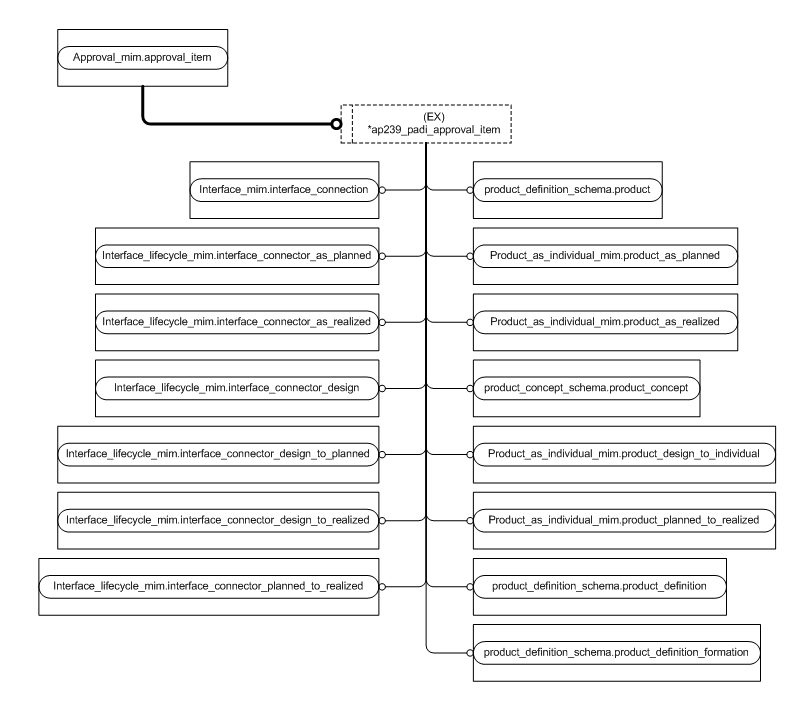 Approval_mim.approval_item
(EX)
*ap239_padi_approval_item
Interface_mim.interface_connection
product_definition_schema.product
Interface_lifecycle_mim.interface_connector_as_planned
Product_as_individual_mim.product_as_planned
Interface_lifecycle_mim.interface_connector_as_realized
Product_as_individual_mim.product_as_realized
Interface_lifecycle_mim.interface_connector_design
product_concept_schema.product_concept
Interface_lifecycle_mim.interface_connector_design_to_planned
Product_as_individual_mim.product_design_to_individual
Interface_lifecycle_mim.interface_connector_design_to_realized
Product_as_individual_mim.product_planned_to_realized
Interface_lifecycle_mim.interface_connector_planned_to_realized
product_definition_schema.product_definition
product_definition_schema.product_definition_formation